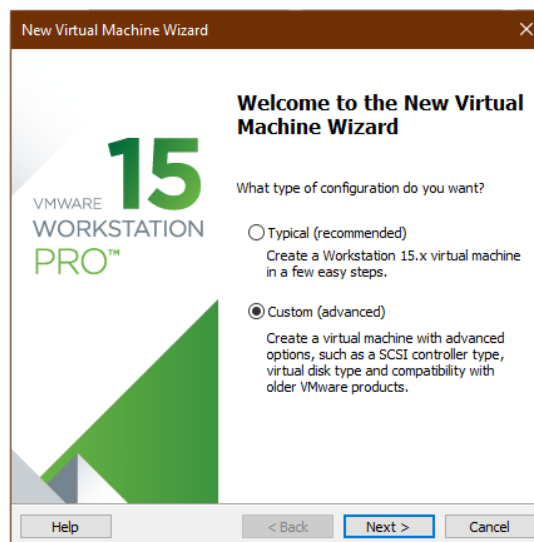 New Virtual Machine Wizard
VMWARE 15
WORKSTATION
PRO™
Welcome to the New Virtual
Machine Wizard
What type of configuration do you want?
Typical (recommended)
Create a Workstation 15.x virtual machine
in a few easy steps.
Custom (advanced)
Create a virtual machine with advanced
options, such as a SCSI controller type,
virtual disk type and compatibility with
older VMware products.
Help
< Back
Next >
Cancel